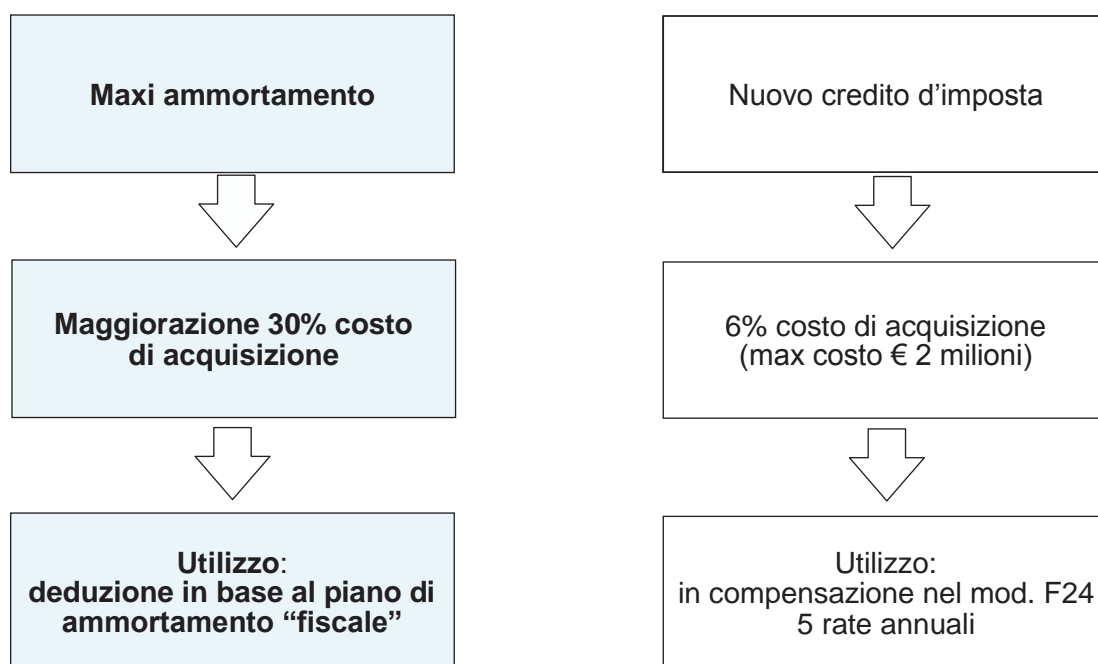 Maxi ammortamento
Maggiorazione 30% costo
di acquisizione
Utilizzo:
deduzione in base al piano di
ammortamento “fiscale”
Nuovo credito d’imposta
6% costo di acquisizione
(max costo € 2 milioni)
Utilizzo:
in compensazione nel mod. F24
5 rate annuali